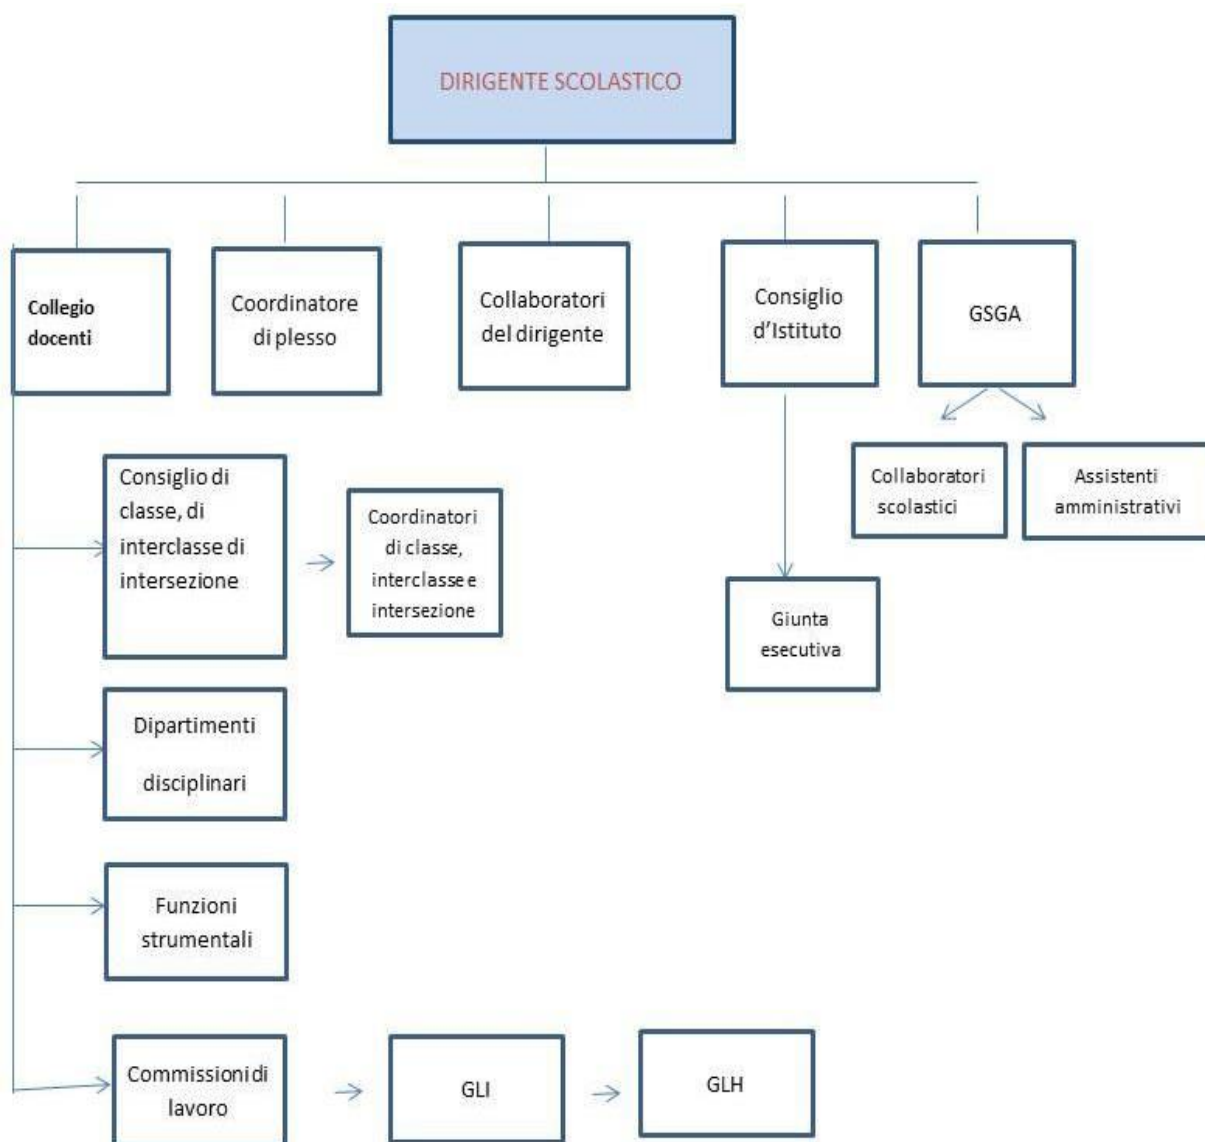 DIRIGENTE SCOLASTICO
Collegio
docenti
Coordinatore
di plesso
Collaboratori
del dirigente
Consiglio
d’Istituto
GSGA
Collaboratori
scolastici
Assistenti
amministrativi
Consiglio di
classe, di
interclasse di
intersezione
Coordinatori
di classe,
interclasse e
intersezione
Giunta
esecutiva
Dipartimenti
disciplinari
Funzioni
strumentali
Commissioni di
lavoro
GLI
GLH